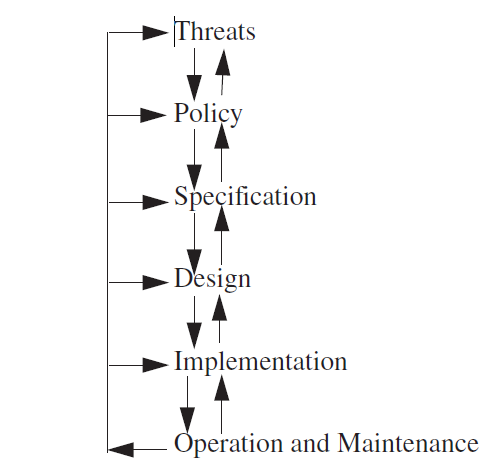 Threats
Policy
Specification
Design
Implementation
Operation and Maintenance